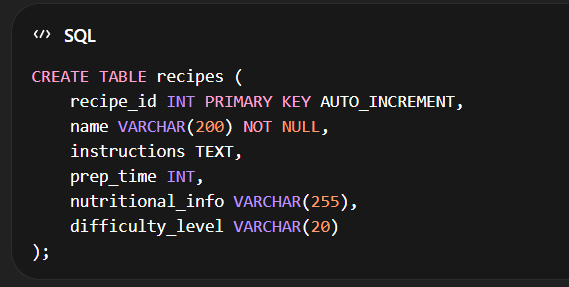 </> SQL
CREATE TABLE recipes (
    recipe_id INT PRIMARY KEY AUTO_INCREMENT,
    name VARCHAR(200) NOT NULL,
    instructions TEXT,
    prep_time INT,
    nutritional_info VARCHAR(255),
    difficulty_level VARCHAR(20)
);